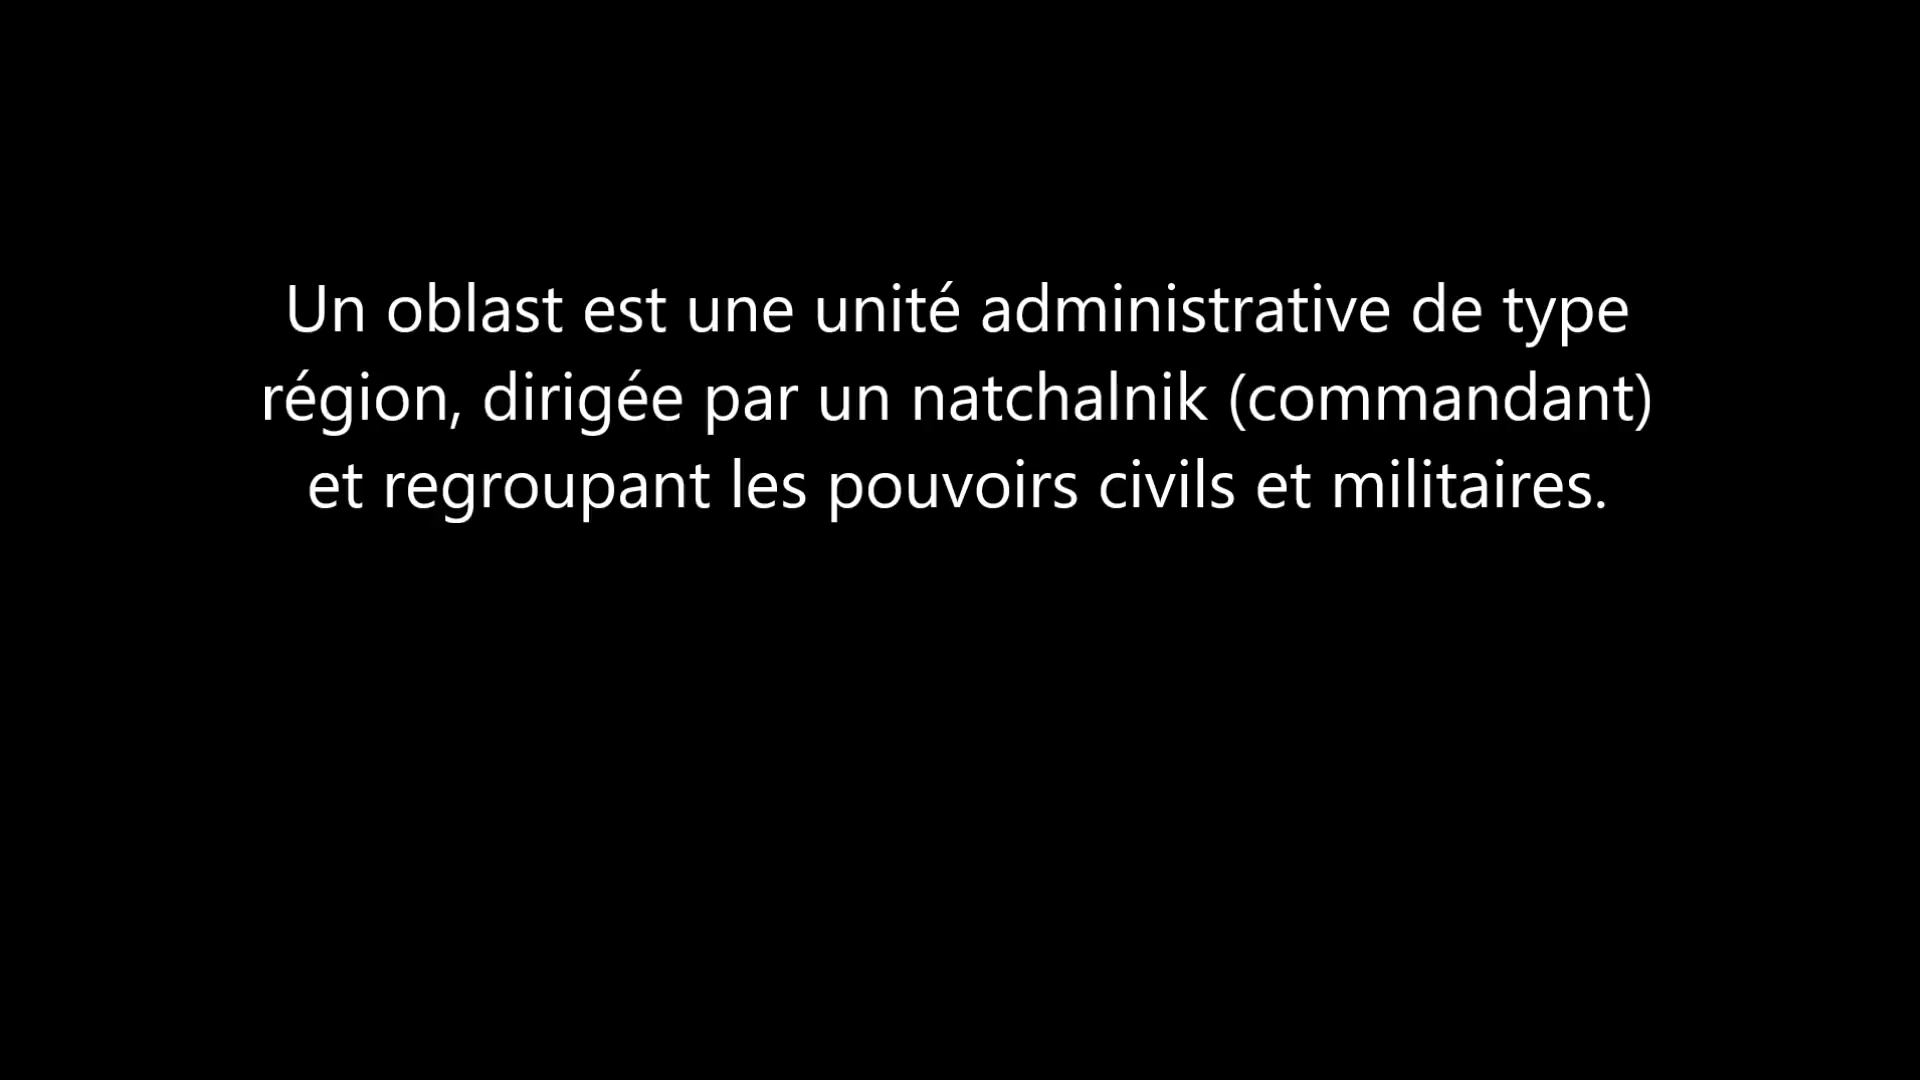 Un oblast est une unité administrative de type
région, dirigée par un natchalnik (commandant)
et regroupant les pouvoirs civils et militaires.